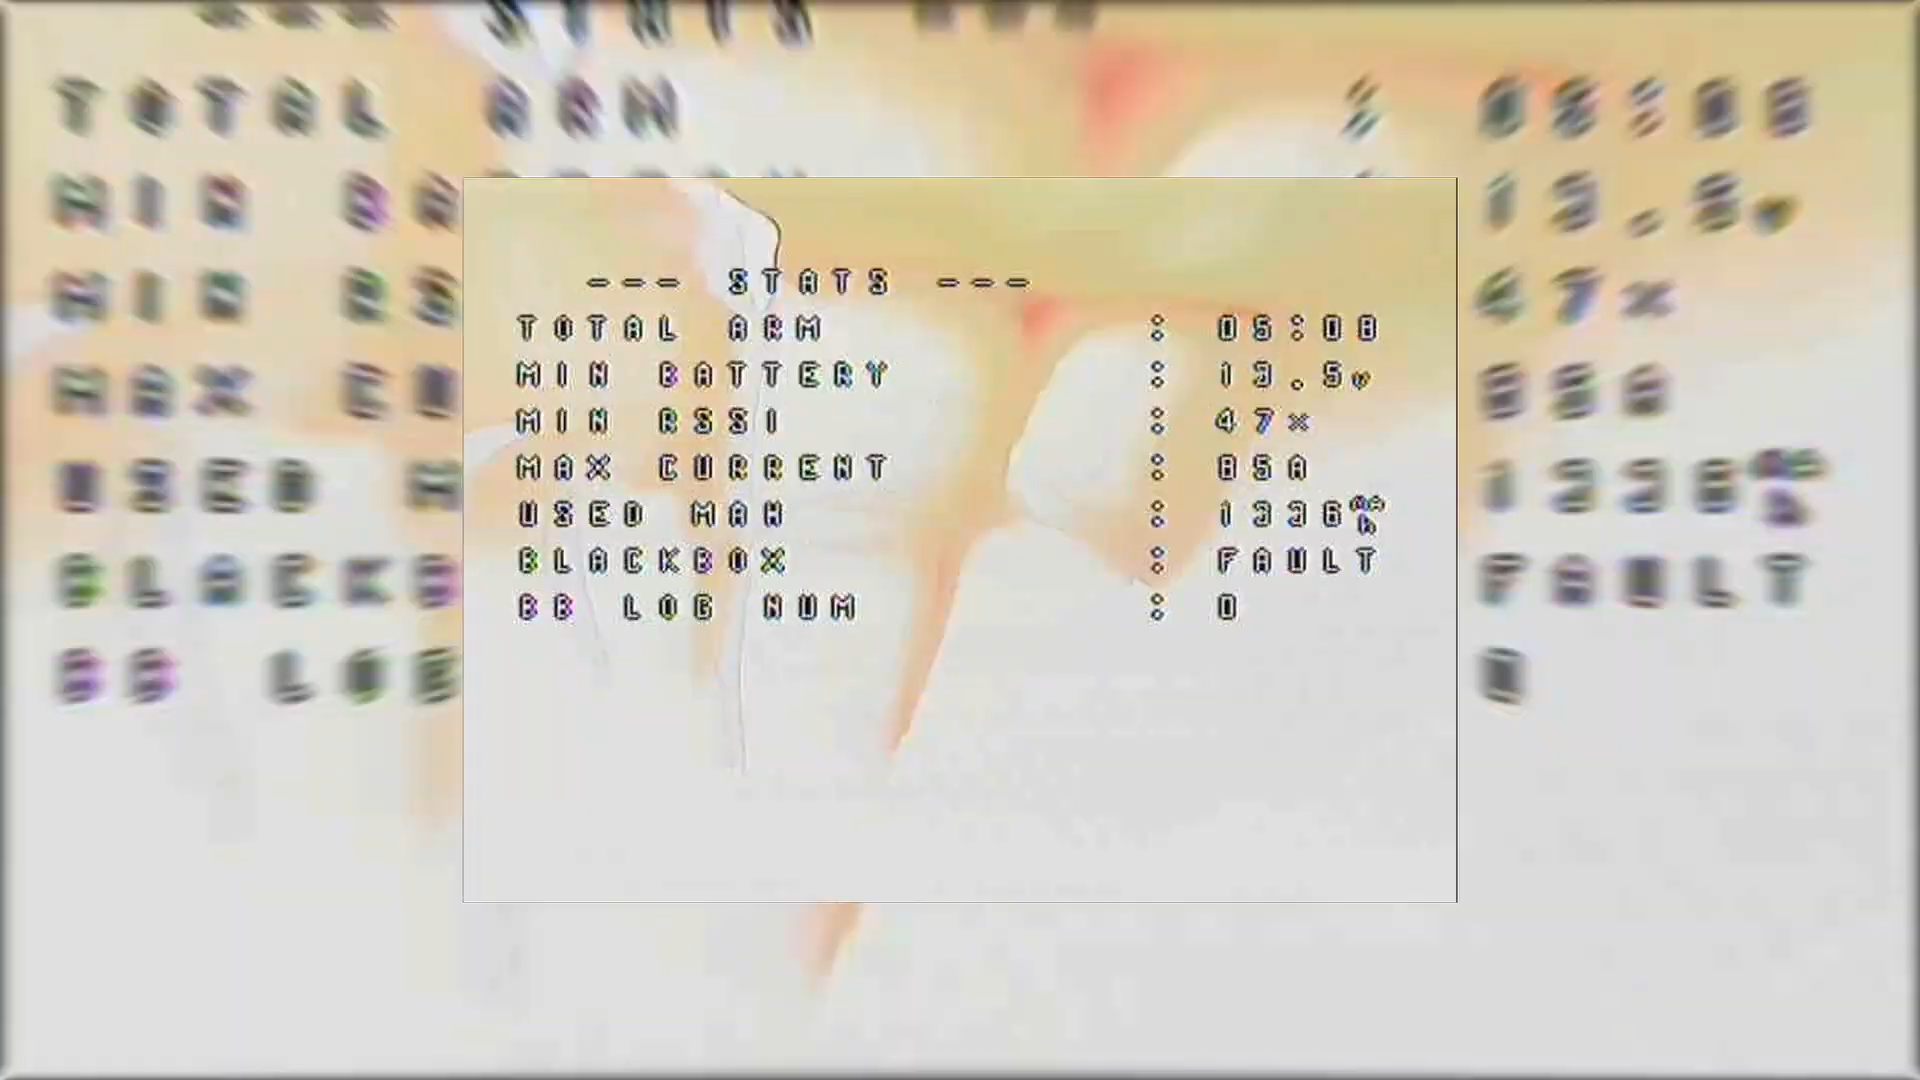 --- STATS ---
TOTAL ARM : 05:08
MIN BATTERY : 13.5V
MIN RSSI : 47%
MAX CURRENT : 85A
USED MAH : 1336mAh
BLACKBOX : FAULT
BB LOG NUM : 0